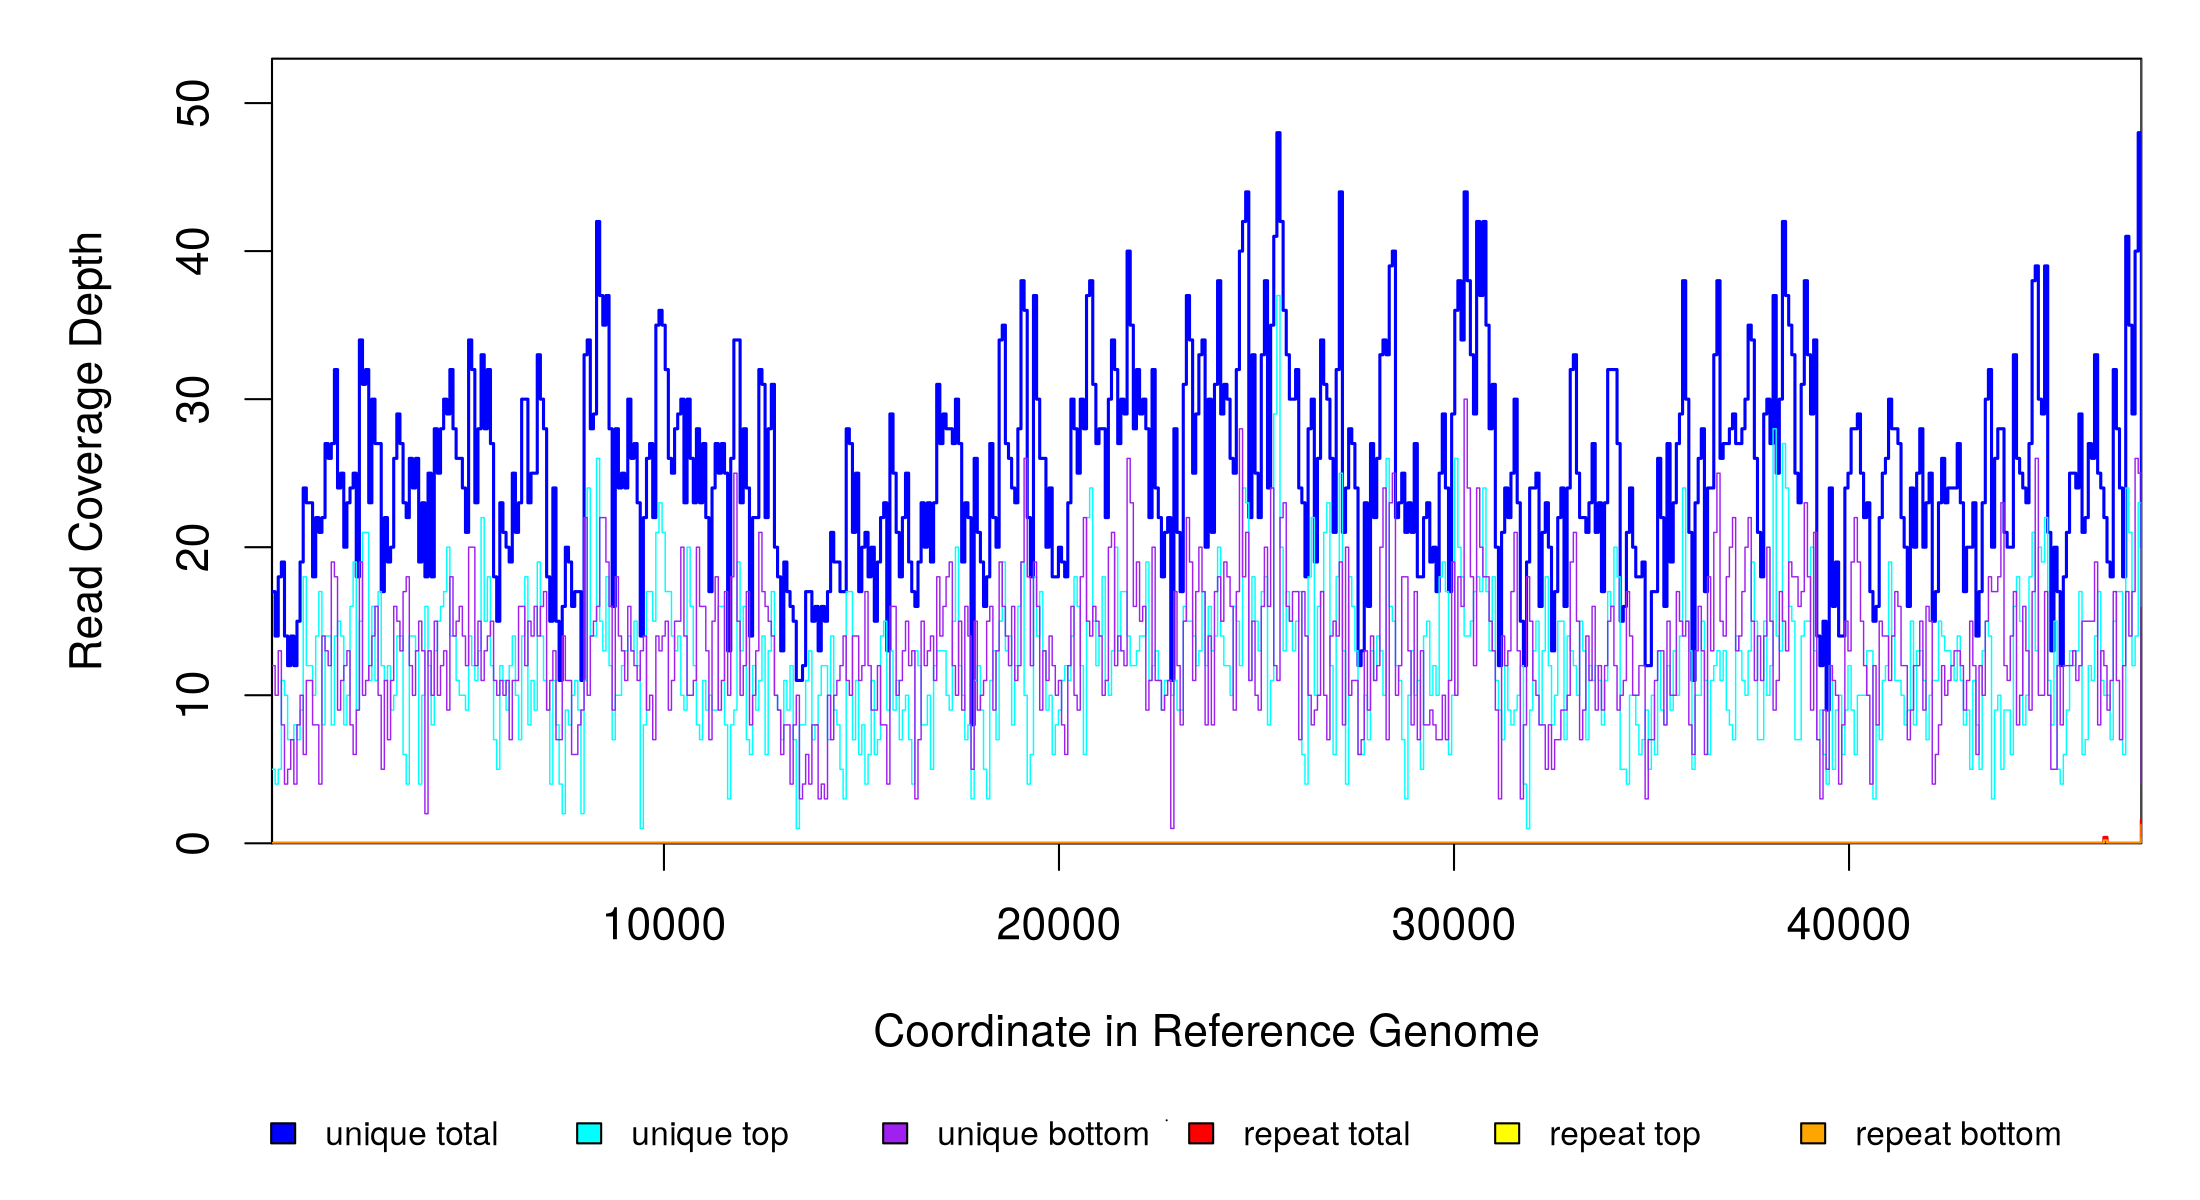 50
40
30
20
10
0
Read Coverage Depth
10000 20000 30000 40000
Coordinate in Reference Genome
unique total unique top unique bottom repeat total repeat top repeat bottom